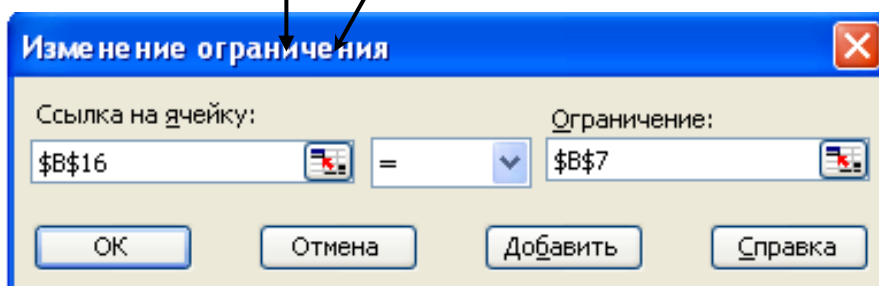 Изменение ограничения
Ссылка на ячейку: Ограничение:
$B$16 = $B$7
ОК Отмена Добавить Справка